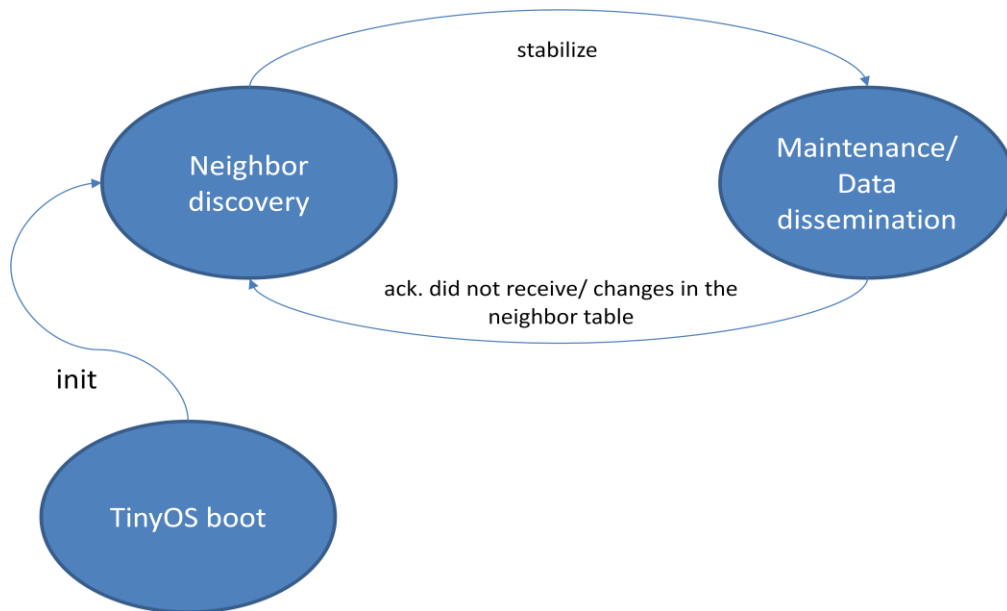 stabilize
Neighbor
discovery
Maintenance/
Data
dissemination
ack. did not receive/ changes in the
neighbor table
init
TinyOS boot